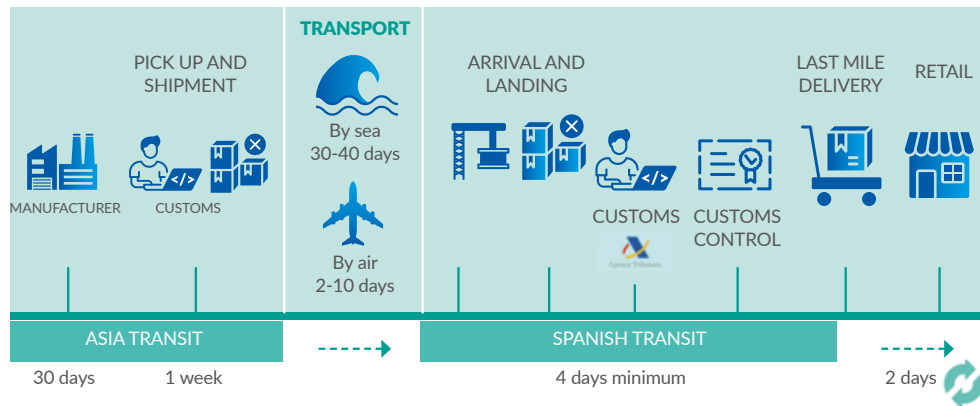 TRANSPORT
PICK UP AND
SHIPMENT
MANUFACTURER
CUSTOMS
</>
By sea
30-40 days
By air
2-10 days
ARRIVAL AND
LANDING
</>
CUSTOMS
Agencia Tributaria
CUSTOMS
CONTROL
LAST MILE
DELIVERY
RETAIL
ASIA TRANSIT
SPANISH TRANSIT
30 days
1 week
4 days minimum
2 days